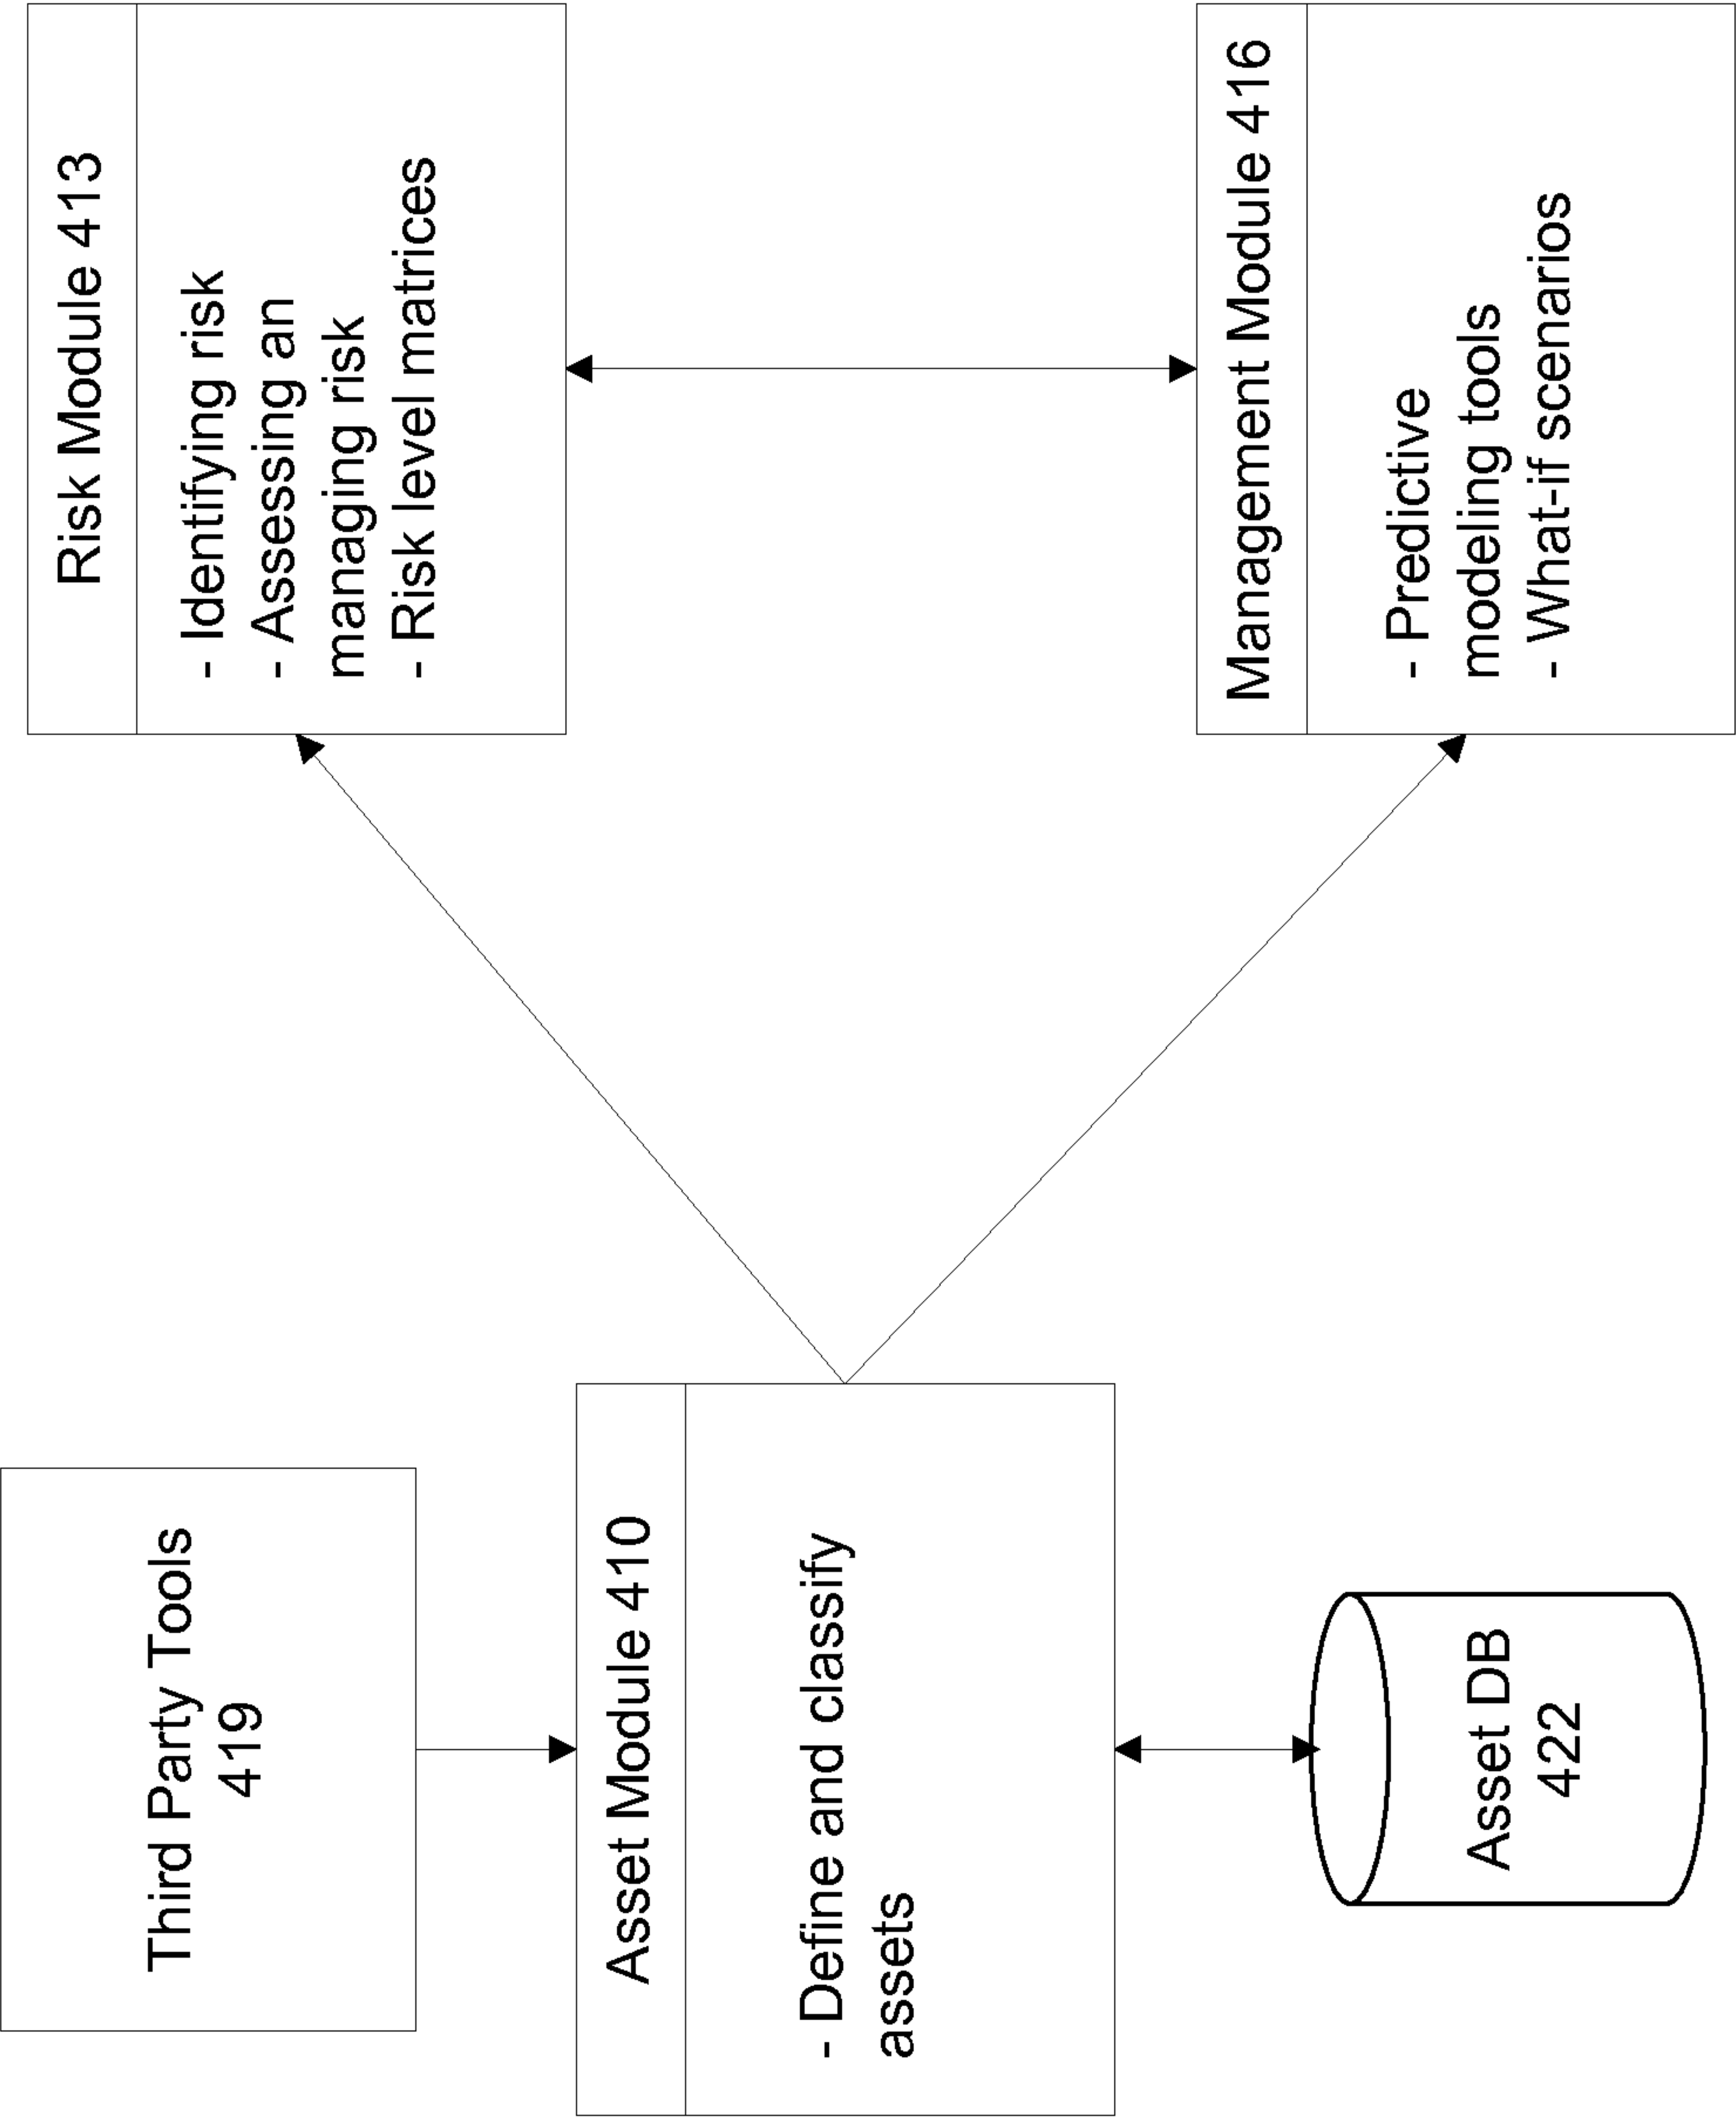 Third Party Tools
419
Asset Module 410
- Define and classify
assets
Asset DB
422
Risk Module 413
- Identifying risk
- Assessing an
managing risk
- Risk level matrices
Management Module 416
- Predictive
modeling tools
- What-if scenarios